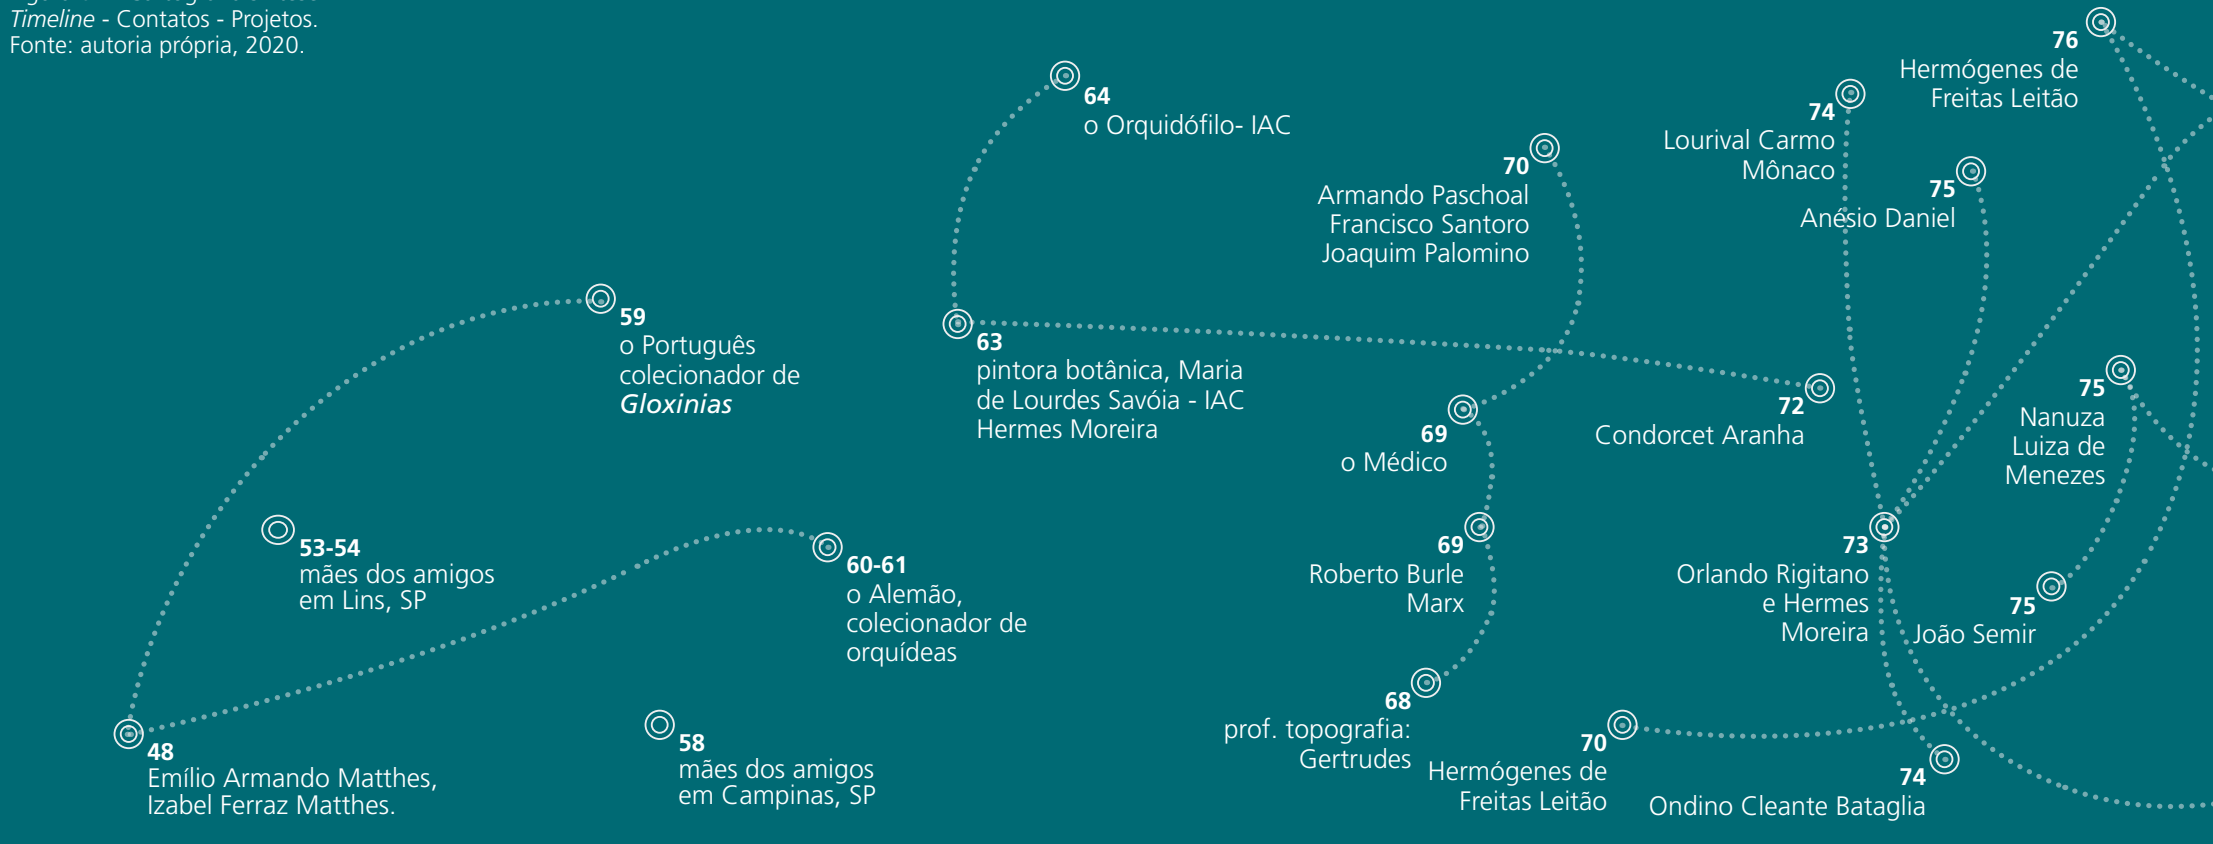 Timeline - Contatos - Projetos.
Fonte: autoria própria, 2020.
76
Hermógenes de
Freitas Leitão
64
o Orquidófilo- IAC
74
Lourival Carmo
Mônaco
70
Armando Paschoal
Francisco Santoro
Joaquim Palomino
75
Anésio Daniel
59
o Português
colecionador de
Gloxinias
63
pintora botânica, Maria
de Lourdes Savóia - IAC
Hermes Moreira
72
Condorcet Aranha
75
Nanuza
Luiza de
Menezes
69
o Médico
53-54
mães dos amigos
em Lins, SP
60-61
o Alemão,
colecionador de
orquídeas
69
Roberto Burle
Marx
73
Orlando Rigitano
e Hermes
Moreira
75
João Semir
68
prof. topografia:
Gertrudes
48
Emílio Armando Matthes,
Izabel Ferraz Matthes.
58
mães dos amigos
em Campinas, SP
70
Hermógenes de
Freitas Leitão
74
Ondino Cleante Bataglia